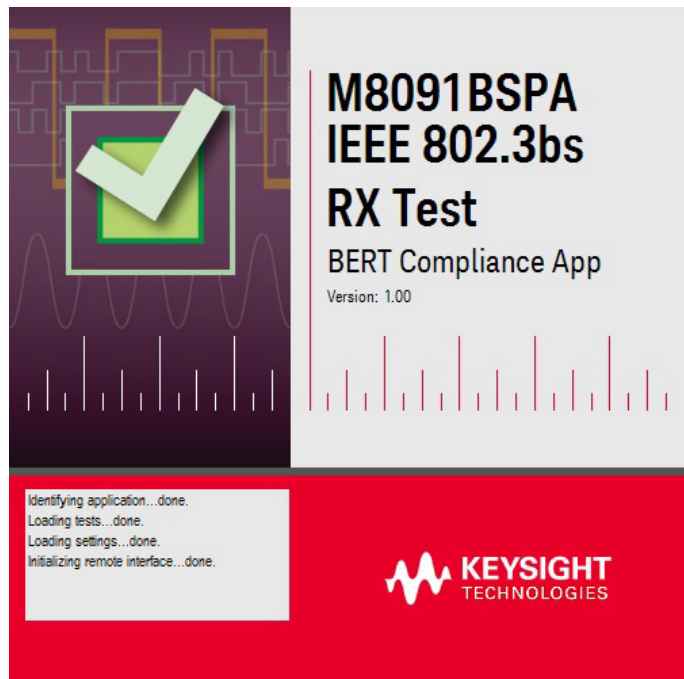 M8091BSPA
IEEE 802.3bs
RX Test
BERT Compliance App
Version: 1.00
Identifying application...done.
Loading tests...done.
Loading settings...done.
Initializing remote interface...done.
KEYSIGHT
TECHNOLOGIES